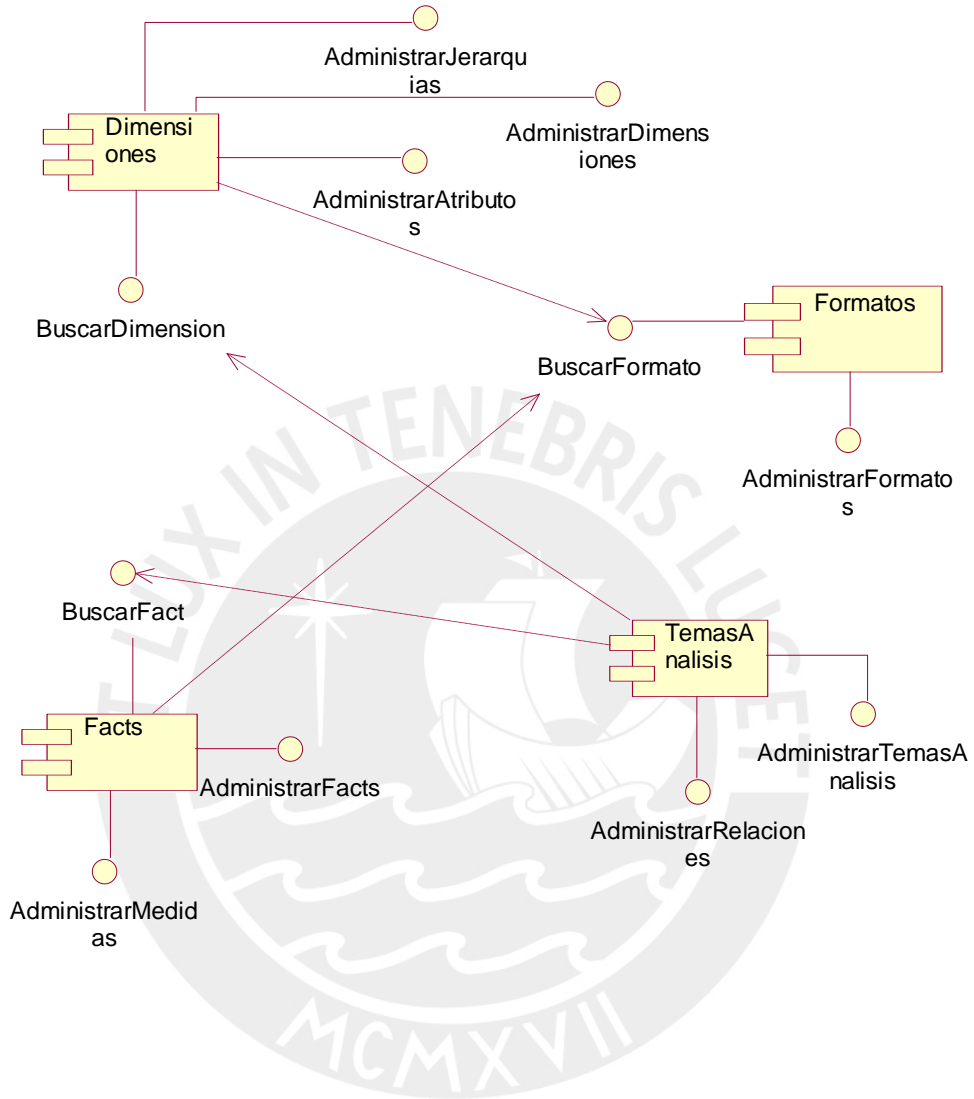 AdministrarJerarqu
ias
Dimensi
ones
AdministrarDimens
iones
AdministrarAtributo
s
BuscarDimension
Formatos
BuscarFormato
AdministrarFormato
s
ET LUX IN TENEBRIS LUCET
BuscarFact
TemasA
nalisis
Facts
AdministrarFacts
AdministrarTemasA
nalisis
AdministrarRelacion
es
AdministrarMedid
as
MCMXVII